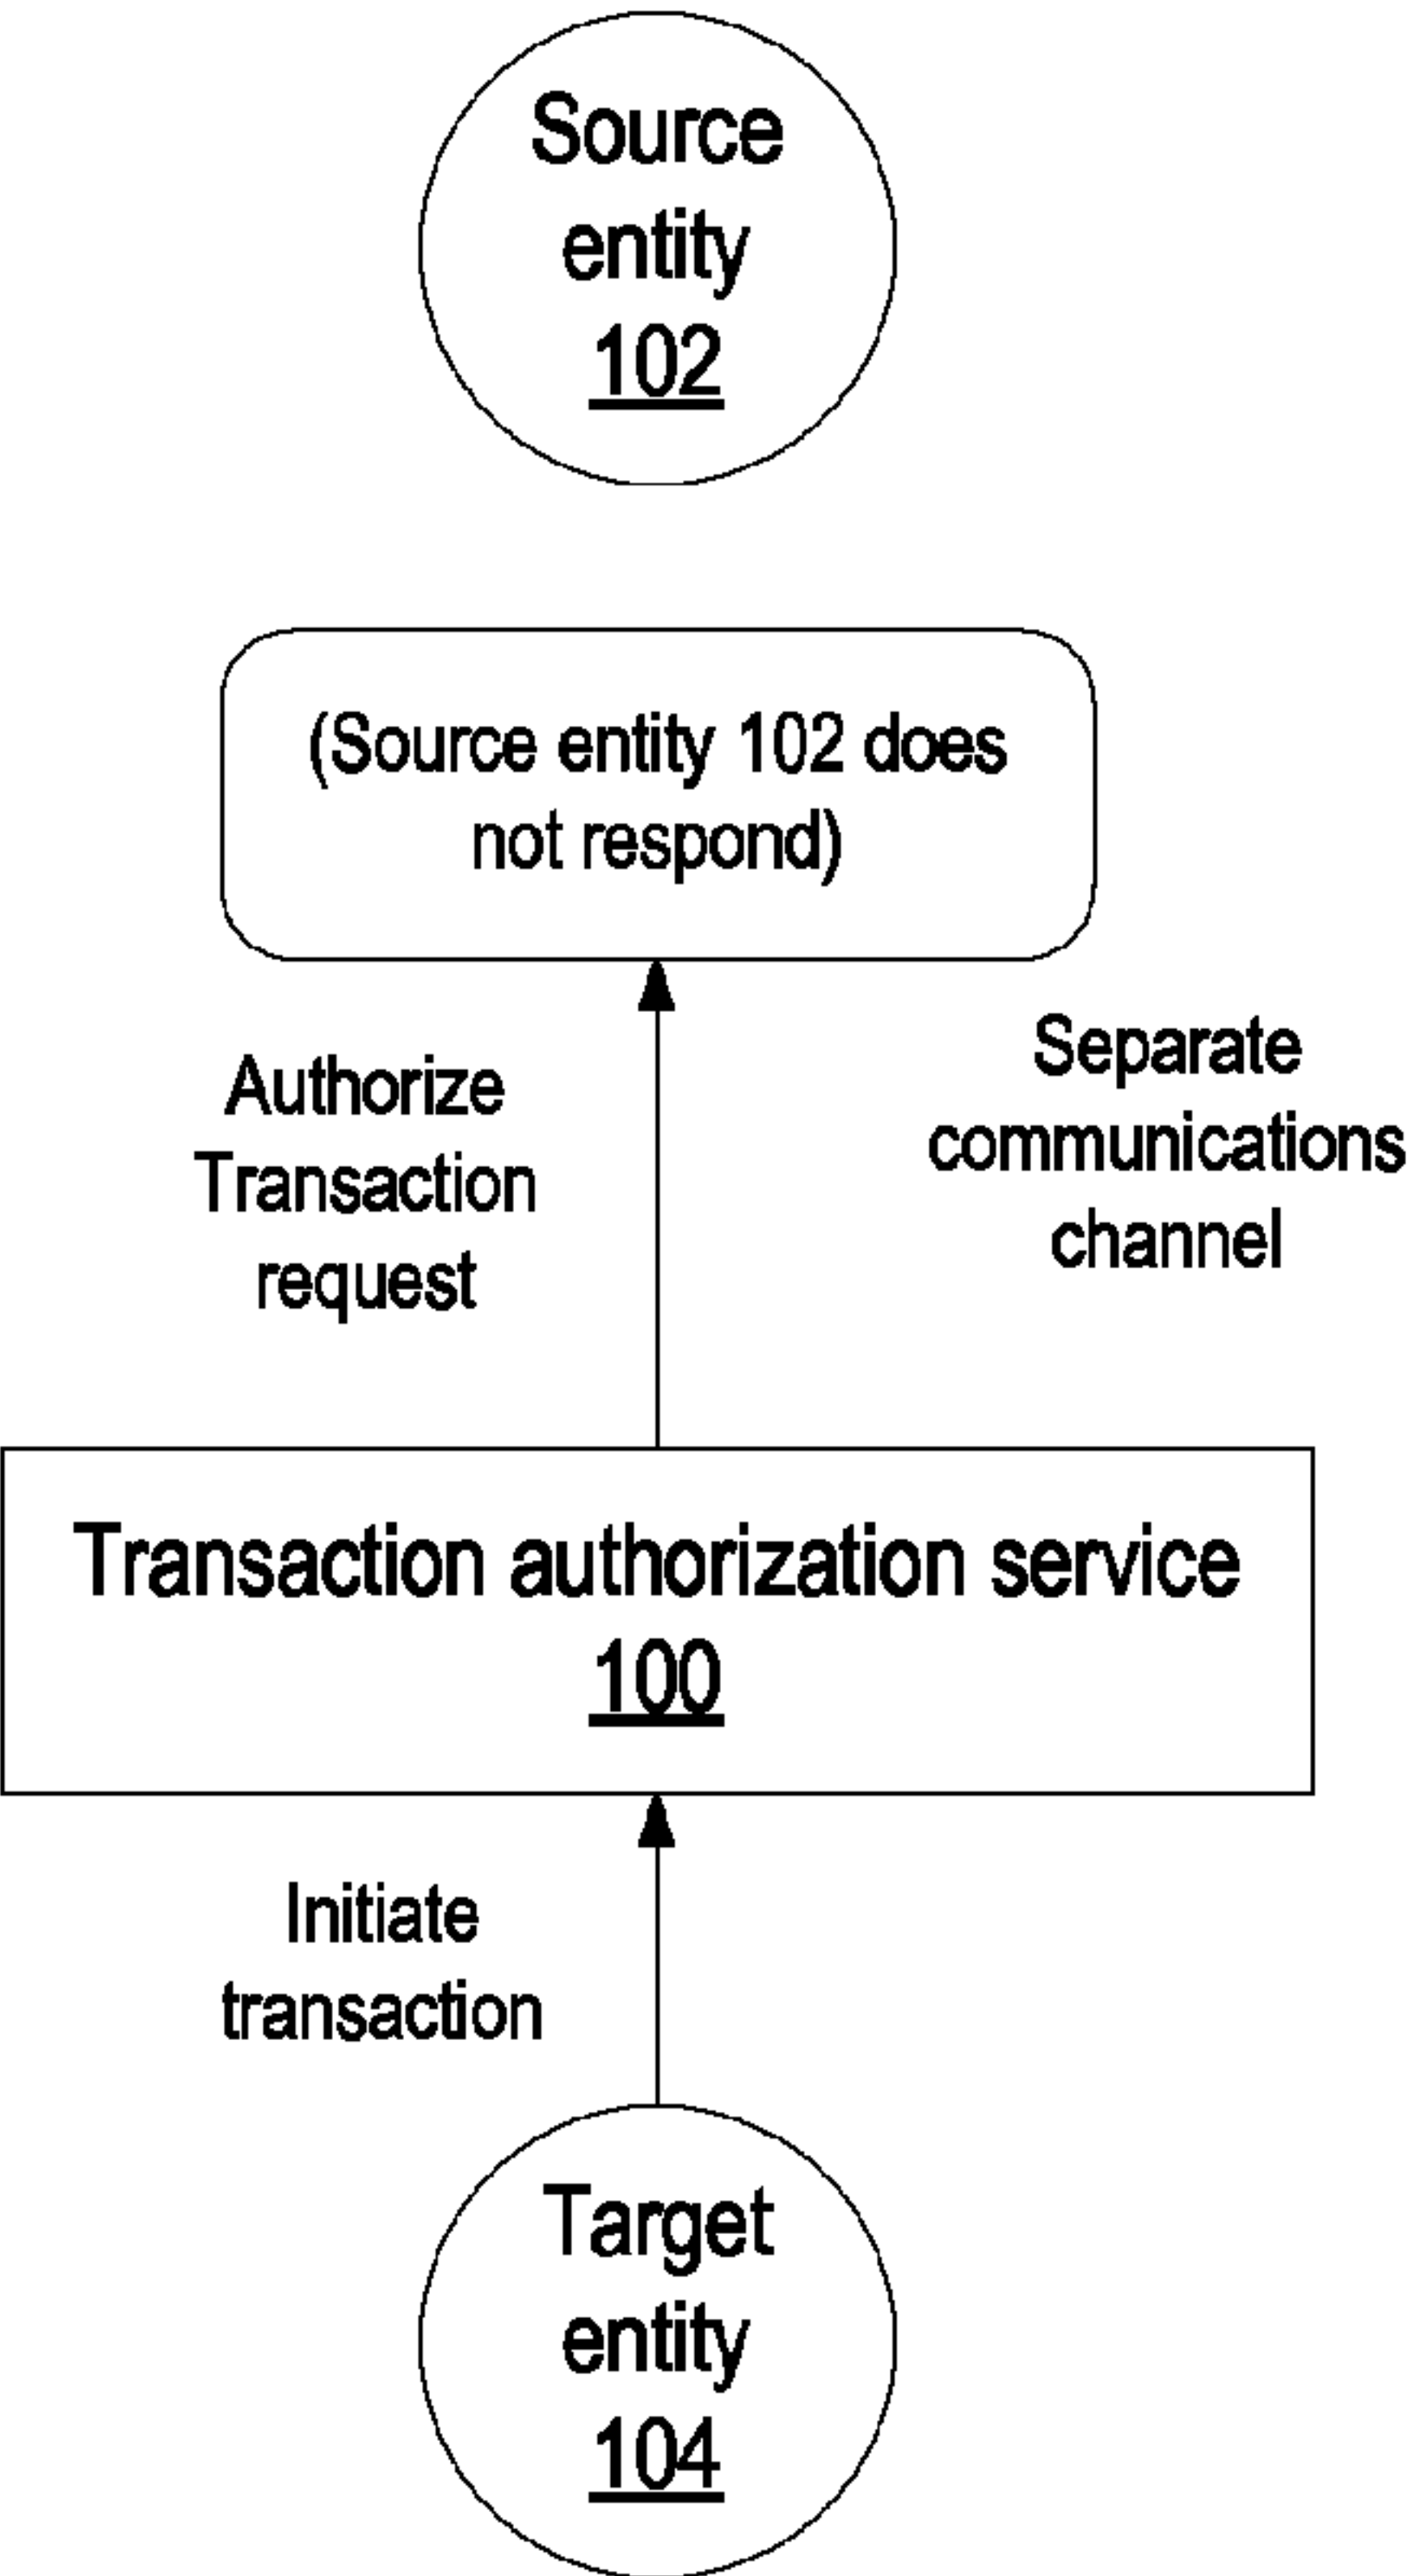 Source
entity
102
(Source entity 102 does
not respond)
Authorize
Transaction
request
Separate
communications
channel
Transaction authorization service
100
Initiate
transaction
Target
entity
104